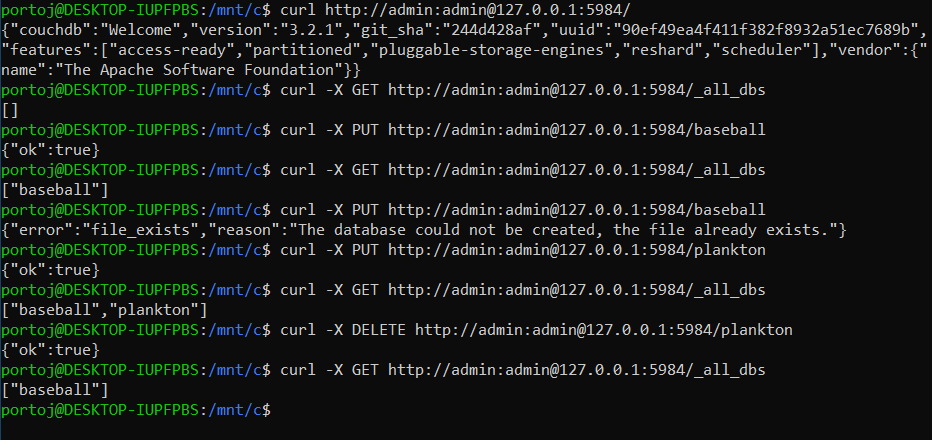 portoj@DESKTOP-IUPFPBS:/mnt/c$ curl http://admin:admin@127.0.0.1:5984/
{"couchdb":"Welcome","version":"3.2.1","git_sha":"244d428af","uuid":"90ef49ea4f411f382f8932a51ec7689b",
"features":["access-ready","partitioned","pluggable-storage-engines","reshard","scheduler"],"vendor":{"
name":"The Apache Software Foundation"}}
portoj@DESKTOP-IUPFPBS:/mnt/c$ curl -X GET http://admin:admin@127.0.0.1:5984/_all_dbs
[]
portoj@DESKTOP-IUPFPBS:/mnt/c$ curl -X PUT http://admin:admin@127.0.0.1:5984/baseball
{"ok":true}
portoj@DESKTOP-IUPFPBS:/mnt/c$ curl -X GET http://admin:admin@127.0.0.1:5984/_all_dbs
["baseball"]
portoj@DESKTOP-IUPFPBS:/mnt/c$ curl -X PUT http://admin:admin@127.0.0.1:5984/baseball
{"error":"file_exists","reason":"The database could not be created, the file already exists."}
portoj@DESKTOP-IUPFPBS:/mnt/c$ curl -X PUT http://admin:admin@127.0.0.1:5984/plankton
{"ok":true}
portoj@DESKTOP-IUPFPBS:/mnt/c$ curl -X GET http://admin:admin@127.0.0.1:5984/_all_dbs
["baseball","plankton"]
portoj@DESKTOP-IUPFPBS:/mnt/c$ curl -X DELETE http://admin:admin@127.0.0.1:5984/plankton
{"ok":true}
portoj@DESKTOP-IUPFPBS:/mnt/c$ curl -X GET http://admin:admin@127.0.0.1:5984/_all_dbs
["baseball"]
portoj@DESKTOP-IUPFPBS:/mnt/c$